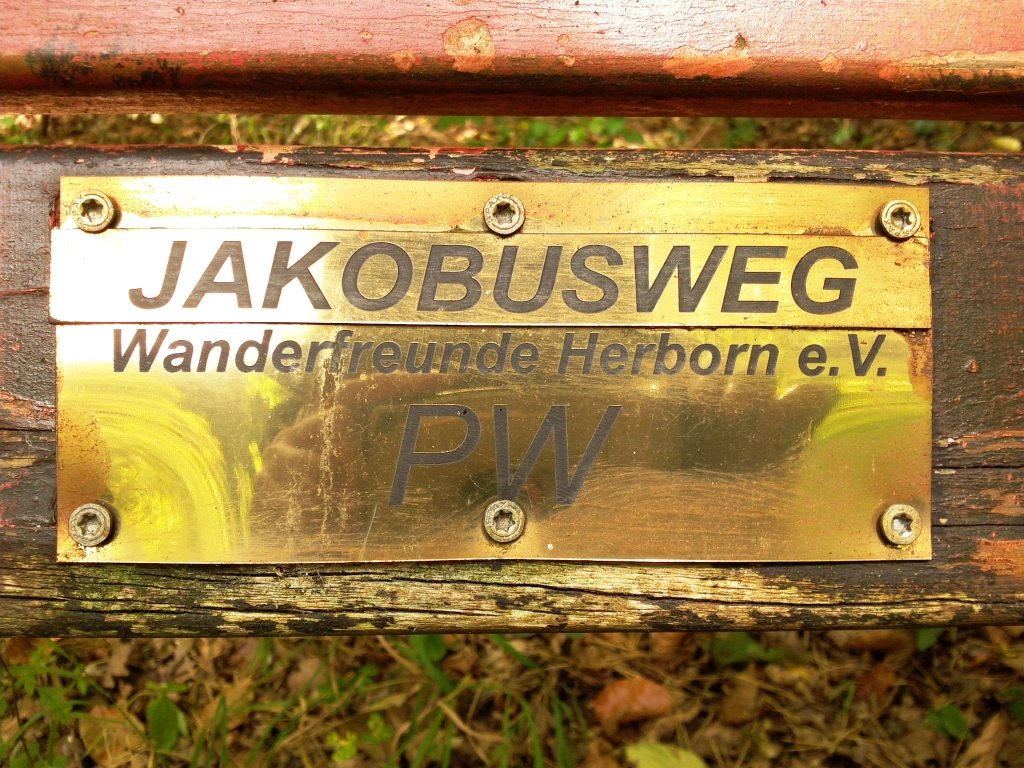 JAKOBUSWEG
Wanderfreunde Herborn e.V.
PW